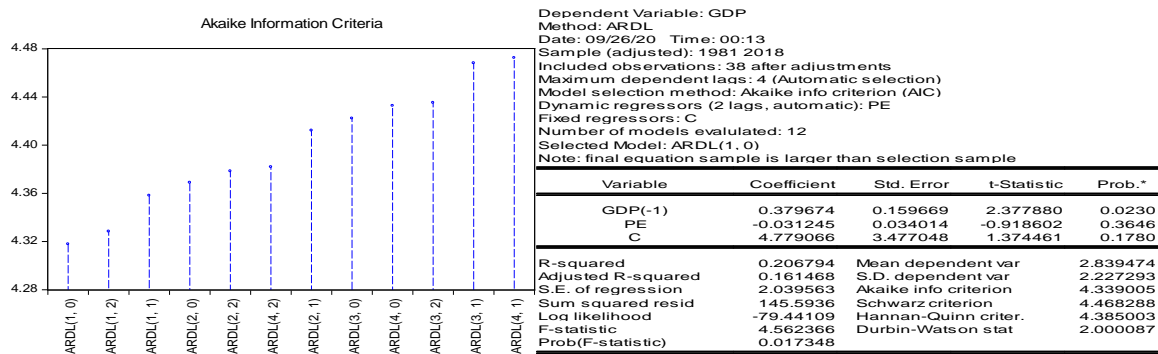 Akaike Information Criteria
4.48
4.44
4.40
4.36
4.32
4.28
ARDL(1, 0)
ARDL(1, 2)
ARDL(1, 1)
ARDL(2, 0)
ARDL(2, 2)
ARDL(4, 2)
ARDL(2, 1)
ARDL(3, 0)
ARDL(4, 0)
ARDL(3, 2)
ARDL(3, 1)
ARDL(4, 1)
Dependent Variable: GDP
Method: ARDL
Date: 09/26/20 Time: 00:13
Sample (adjusted): 1981 2018
Included observations: 38 after adjustments
Maximum dependent lags: 4 (Automatic selection)
Model selection method: Akaike info criterion (AIC)
Dynamic regressors (2 lags, automatic): PE
Fixed regressors: C
Number of models evalulated: 12
Selected Model: ARDL(1, 0)
Note: final equation sample is larger than selection sample
Variable Coefficient Std. Error t-Statistic Prob.*
GDP(-1) 0.379674 0.159669 2.377880 0.0230
PE -0.031245 0.034014 -0.918602 0.3646
C 4.779066 3.477048 1.374461 0.1780
R-squared 0.206794 Mean dependent var 2.839474
Adjusted R-squared 0.161468 S.D. dependent var 2.227293
S.E. of regression 2.039563 Akaike info criterion 4.339005
Sum squared resid 145.5936 Schwarz criterion 4.468288
Log likelihood -79.44109 Hannan-Quinn criter. 4.385003
F-statistic 4.562366 Durbin-Watson stat 2.000087
Prob(F-statistic) 0.017348